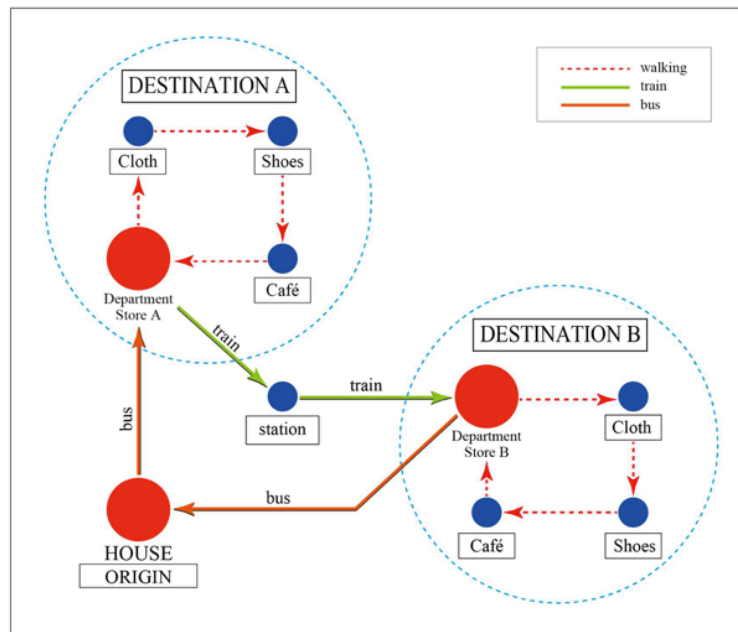 DESTINATION A
walking
train
bus
Cloth
Shoes
Café
Department
Store A
train
station
train
bus
bus
HOUSE
ORIGIN
DESTINATION B
Department
Store B
Cloth
Café
Shoes